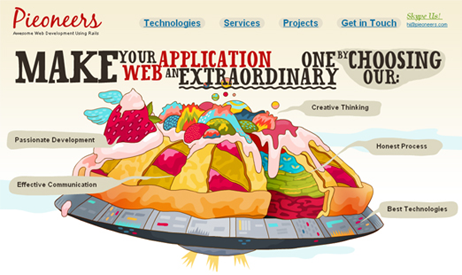 Pieoneers
Awesome Web Development Using Rails
Technologies Services Projects Get in Touch
Skype Us!
hi@pieoneers.com
MAKE YOUR APPLICATION ONE BY CHOOSING
WEB AN EXTRAORDINARY OUR:
Creative Thinking
Passionate Development
Honest Process
Effective Communication
Best Technologies